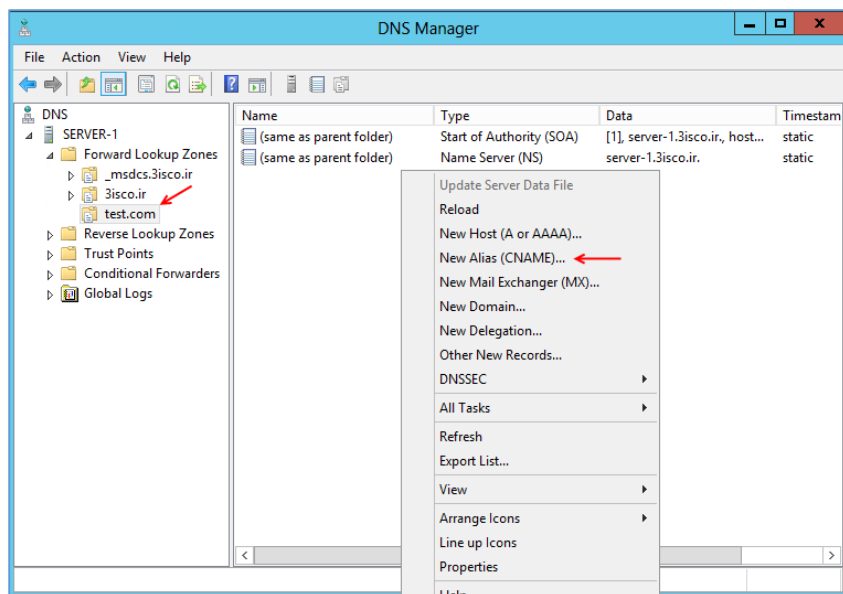 DNS Manager
File Action View Help
DNS
SERVER-1
Forward Lookup Zones
_msdcs.3isco.ir
3isco.ir
test.com
Reverse Lookup Zones
Trust Points
Conditional Forwarders
Global Logs
Name Type Data Timestam
(same as parent folder) Start of Authority (SOA) [1], server-1.3isco.ir., host... static
(same as parent folder) Name Server (NS) server-1.3isco.ir. static
Update Server Data File
Reload
New Host (A or AAAA)...
New Alias (CNAME)...
New Mail Exchanger (MX)...
New Domain...
New Delegation...
Other New Records...
DNSSEC
All Tasks
Refresh
Export List...
View
Arrange Icons
Line up Icons
Properties